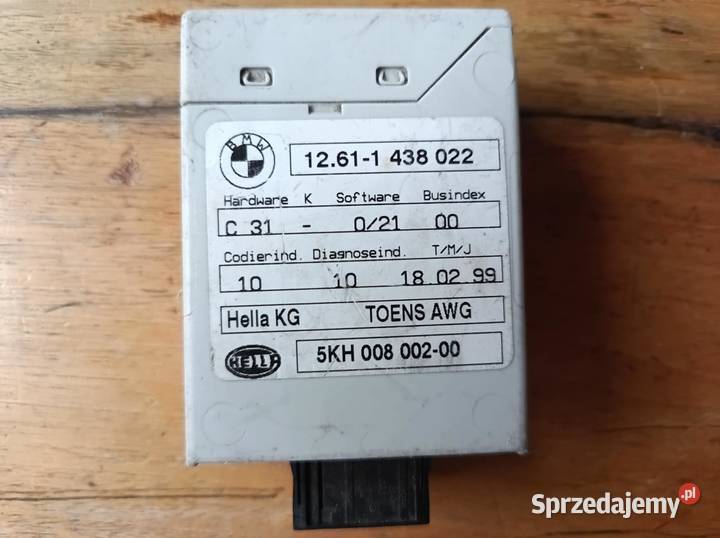 BMW
12.61-1 438 022
Hardware K Software Busindex
C 31 - 0/21 00
Codierind. Diagnoseind. T/M/J
10 10 18.02.99
Hella KG TOENS AWG
HELLA
5KH 008 002-00
Sprzedajemy.pl